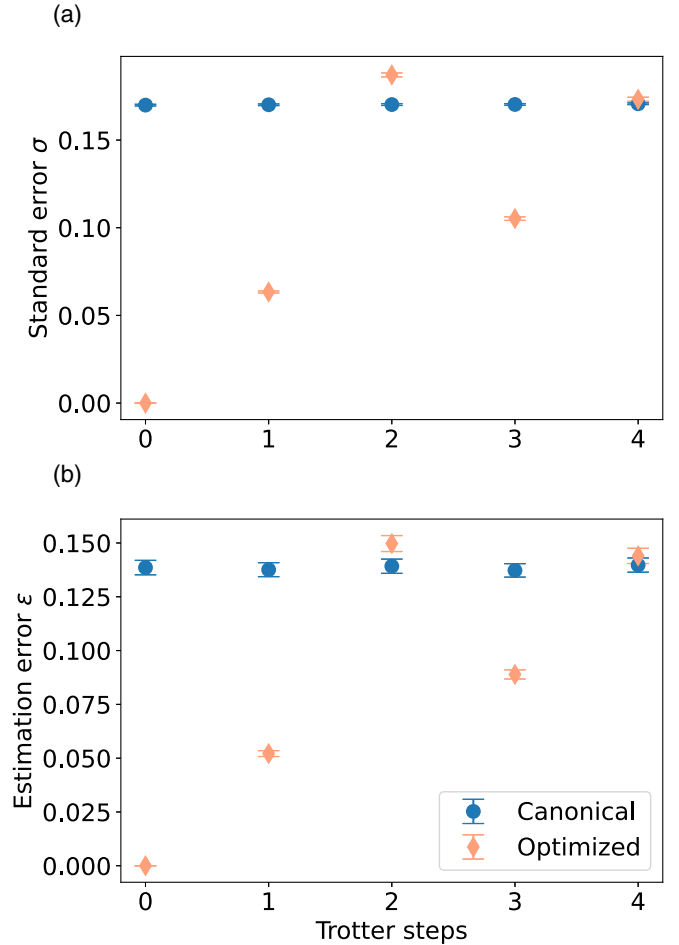 (a)
Standard error σ
0.15
0.10
0.05
0.00
0 1 2 3 4
(b)
Estimation error ε
0.150
0.125
0.100
0.075
0.050
0.025
0.000
Canonical
Optimized
0 1 2 3 4
Trotter steps